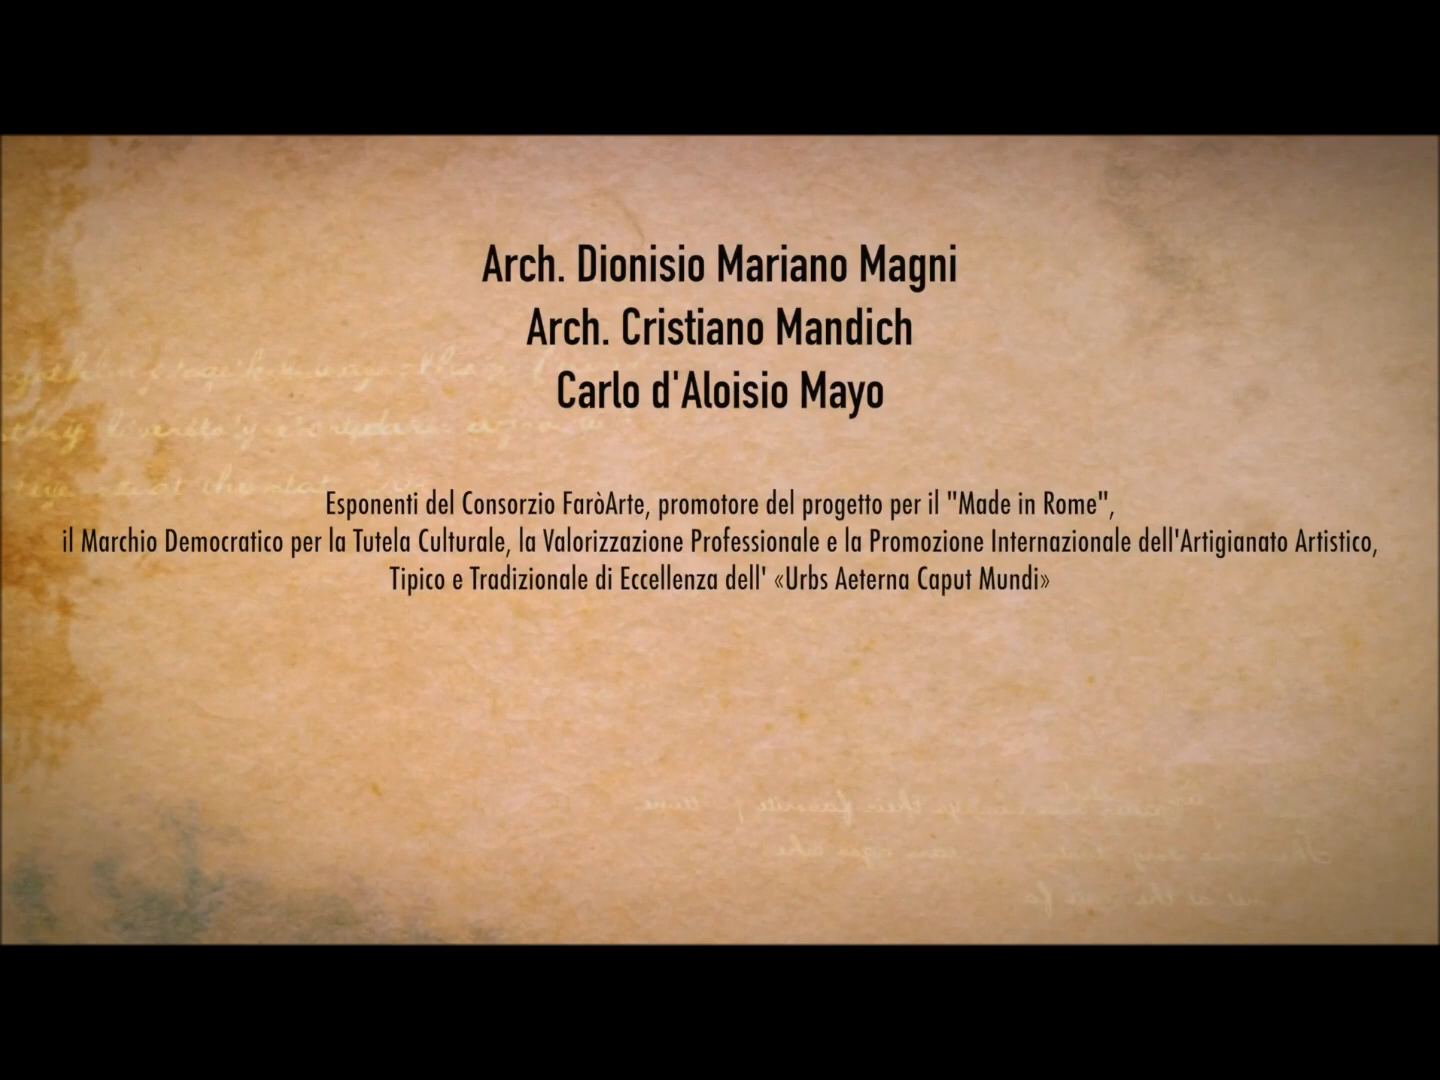 Arch. Dionisio Mariano Magni
Arch. Cristiano Mandich
Carlo d'Aloisio Mayo
Esponenti del Consorzio FaròArte, promotore del progetto per il "Made in Rome",
il Marchio Democratico per la Tutela Culturale, la Valorizzazione Professionale e la Promozione Internazionale dell'Artigianato Artistico,
Tipico e Tradizionale di Eccellenza dell' «Urbs Aeterna Caput Mundi»